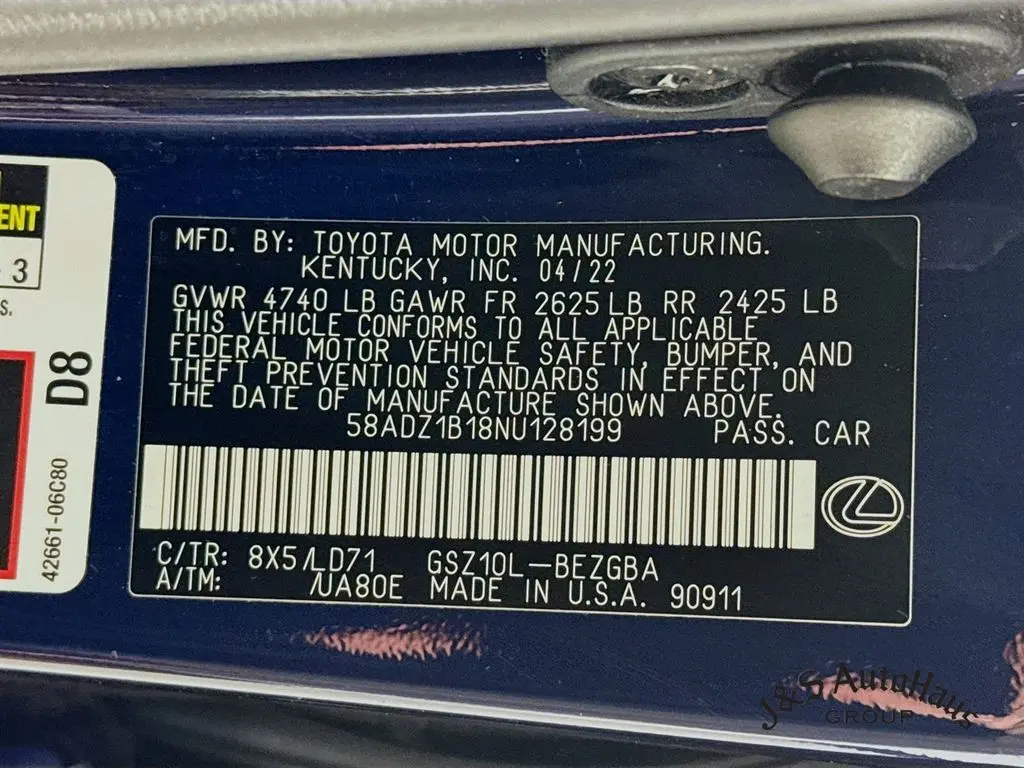 ENT
3
S.
D8
42661-06C80
MFD. BY: TOYOTA MOTOR MANUFACTURING.
KENTUCKY, INC. 04/22
GVWR 4740 LB GAWR FR 2625 LB RR 2425 LB
THIS VEHICLE CONFORMS TO ALL APPLICABLE
FEDERAL MOTOR VEHICLE SAFETY, BUMPER, AND
THEFT PREVENTION STANDARDS IN EFFECT ON
THE DATE OF MANUFACTURE SHOWN ABOVE.
58ADZ1B18NU128199 PASS. CAR
C/TR: 8X5/LD71 GSZ10L-BEZGBA
A/TM: /UA80E MADE IN U.S.A. 90911
J&S AutoHaus
GROUP